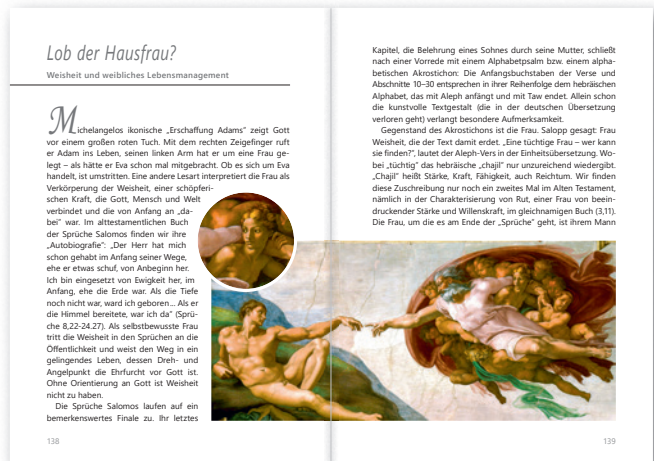 Lob der Hausfrau?
Weisheit und weibliches Lebensmanagement
Michelangelos ikonische „Erschaffung Adams“ zeigt Gott
vor einem großen roten Tuch. Mit dem rechten Zeigefinger ruft
er Adam ins Leben, seinen linken Arm hat er um eine Frau ge-
legt – als hätte er Eva schon mal mitgebracht. Ob es sich um Eva
handelt, ist umstritten. Eine andere Lesart interpretiert die Frau als
Verkörperung der Weisheit, einer schöpferi-
schen Kraft, die Gott, Mensch und Welt
verbindet und die von Anfang an „da-
bei“ war. Im alttestamentlichen Buch
der Sprüche Salomos finden wir ihre
„Autobiografie“: „Der Herr hat mich
schon gehabt im Anfang seiner Wege,
ehe er etwas schuf, von Anbeginn her.
Ich bin eingesetzt von Ewigkeit her, im
Anfang, ehe die Erde war. Als die Tiefe
noch nicht war, ward ich geboren... Als er
die Himmel bereitete, war ich da“ (Sprü-
che 8,22-24.27). Als selbstbewusste Frau
tritt die Weisheit in den Sprüchen an die
Öffentlichkeit und weist den Weg in ein
gelingendes Leben, dessen Dreh- und
Angelpunkt die Ehrfurcht vor Gott ist.
Ohne Orientierung an Gott ist Weisheit
nicht zu haben.
Die Sprüche Salomos laufen auf ein
bemerkenswertes Finale zu. Ihr letztes
138
Kapitel, die Belehrung eines Sohnes durch seine Mutter, schließt
nach einer Vorrede mit einem Alphabetpsalm bzw. einem alpha-
betischen Akrostichon: Die Anfangsbuchstaben der Verse und
Abschnitte 10–30 entsprechen in ihrer Reihenfolge dem hebräischen
Alphabet, das mit Aleph anfängt und mit Taw endet. Allein schon
die kunstvolle Textgestalt (die in der deutschen Übersetzung
verloren geht) verlangt besondere Aufmerksamkeit.
Gegenstand des Akrostichons ist die Frau. Salopp gesagt: Frau
Weisheit, die der Text damit erdet. „Eine tüchtige Frau – wer kann
sie finden?“, lautet der Aleph-Vers in der Einheitsübersetzung. Wo-
bei „tüchtig“ das hebräische „chajil“ nur unzureichend wiedergibt.
„Chajil“ heißt Stärke, Kraft, Fähigkeit, auch Reichtum. Wir finden
diese Zuschreibung nur noch ein zweites Mal im Alten Testament,
nämlich in der Charakterisierung von Rut, einer Frau von beein-
druckender Stärke und Willenskraft, im gleichnamigen Buch (3,11).
Die Frau, um die es am Ende der „Sprüche“ geht, ist ihrem Mann
139